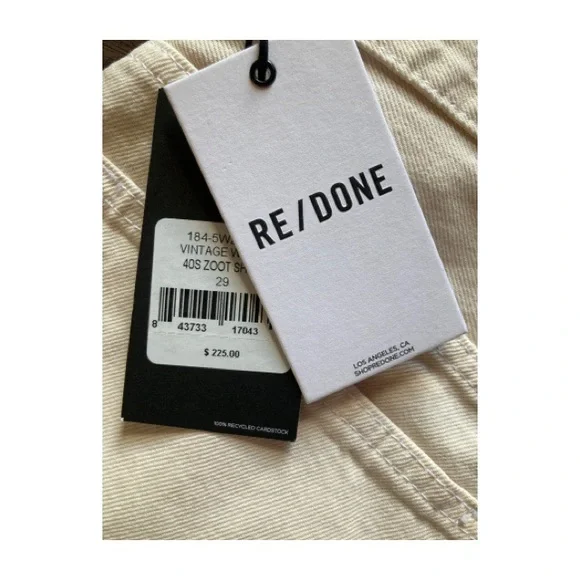 RE/DONE
LOS ANGELES, CA
SHOPREDONE.COM
184-5W
VINTAGE W
40S ZOOT SH
29
8 43733 17043
$ 225.00
100% RECYCLED CARDSTOCK